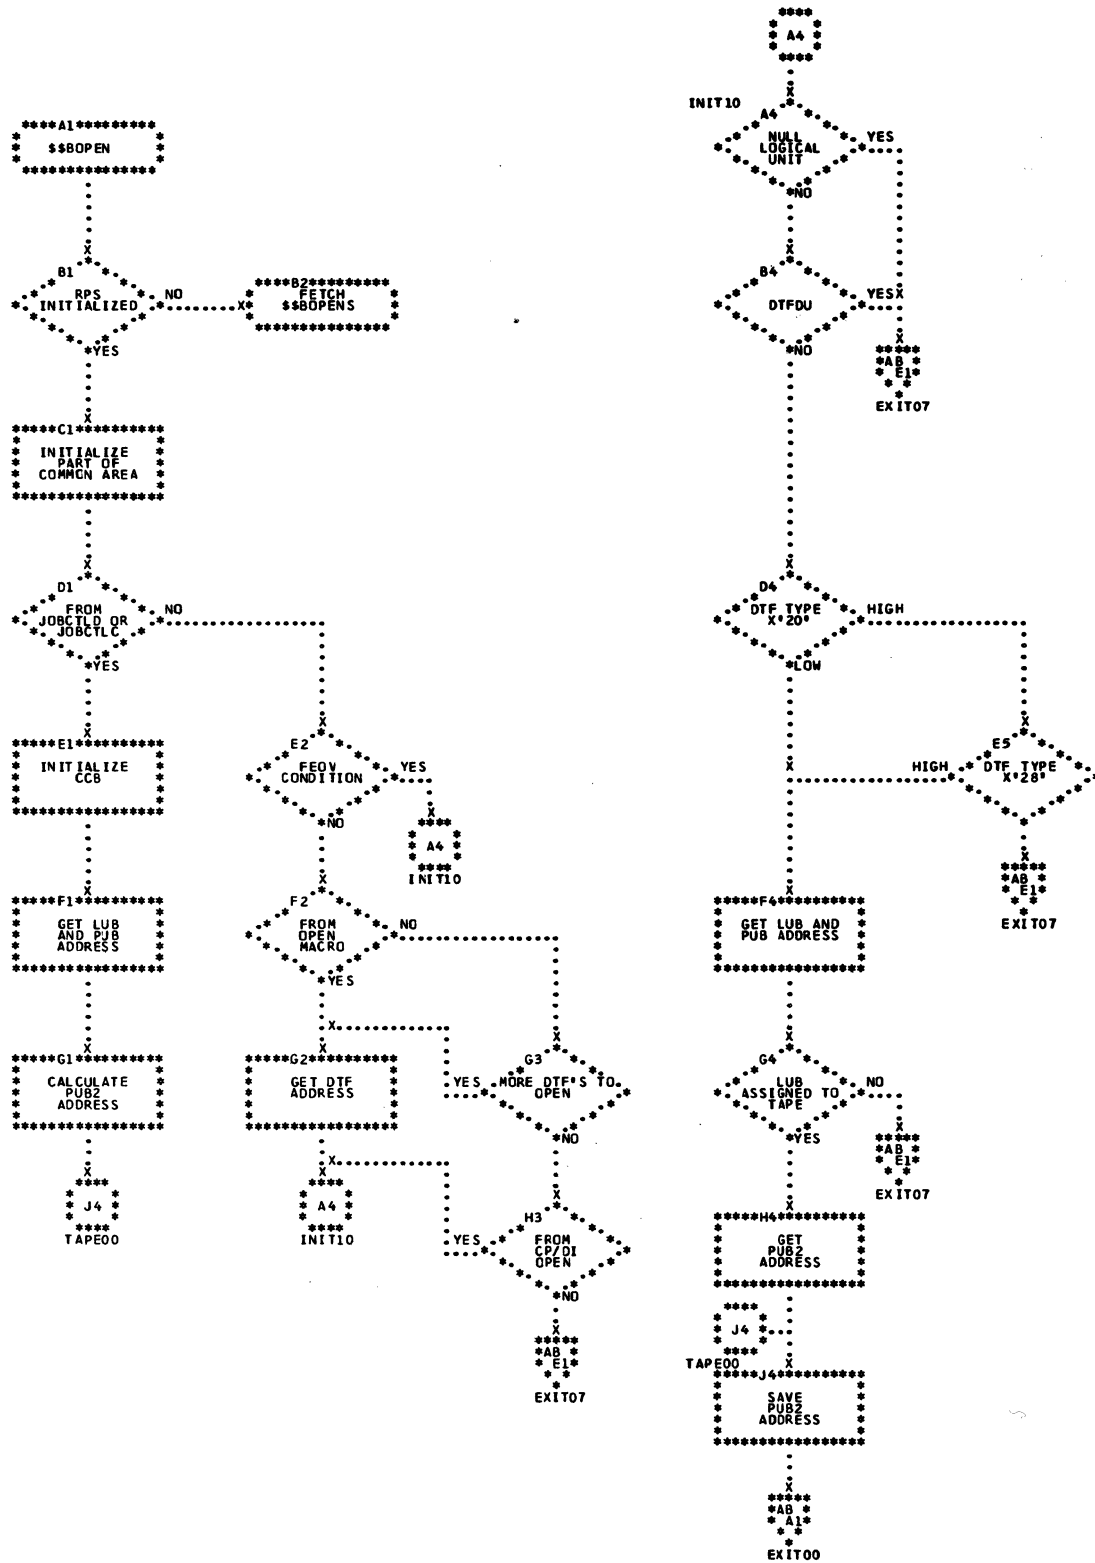 A1
$$BOPEN
B1
RPS
INITIALIZED
NO
YES
B2
FETCH
$$BOPENS
C1
INITIALIZE
PART OF
COMMON AREA
D1
FROM
JOBCTLD OR
JOBCTLC
NO
YES
E1
INITIALIZE
CCB
E2
FEOV
CONDITION
YES
NO
A4
INIT10
F1
GET LUB
AND PUB
ADDRESS
F2
FROM
OPEN
MACRO
NO
YES
G1
CALCULATE
PUB2
ADDRESS
G2
GET DTF
ADDRESS
G3
MORE DTF'S TO
OPEN
YES
NO
J4
TAPE00
A4
INIT10
H3
FROM
CP/DI
OPEN
YES
NO
AB
E1
EXIT07
A4
INIT10
A4
NULL
LOGICAL
UNIT
YES
NO
B4
DTFDU
YES
NO
AB
E1
EXIT07
D4
DTF TYPE
X'20'
HIGH
LOW
E5
DTF TYPE
X'28'
HIGH
AB
E1
EXIT07
F4
GET LUB AND
PUB ADDRESS
G4
LUB
ASSIGNED TO
TAPE
NO
YES
AB
E1
EXIT07
H4
GET
PUB2
ADDRESS
J4
TAPE00
J4
SAVE
PUB2
ADDRESS
AB
A1
EXIT00